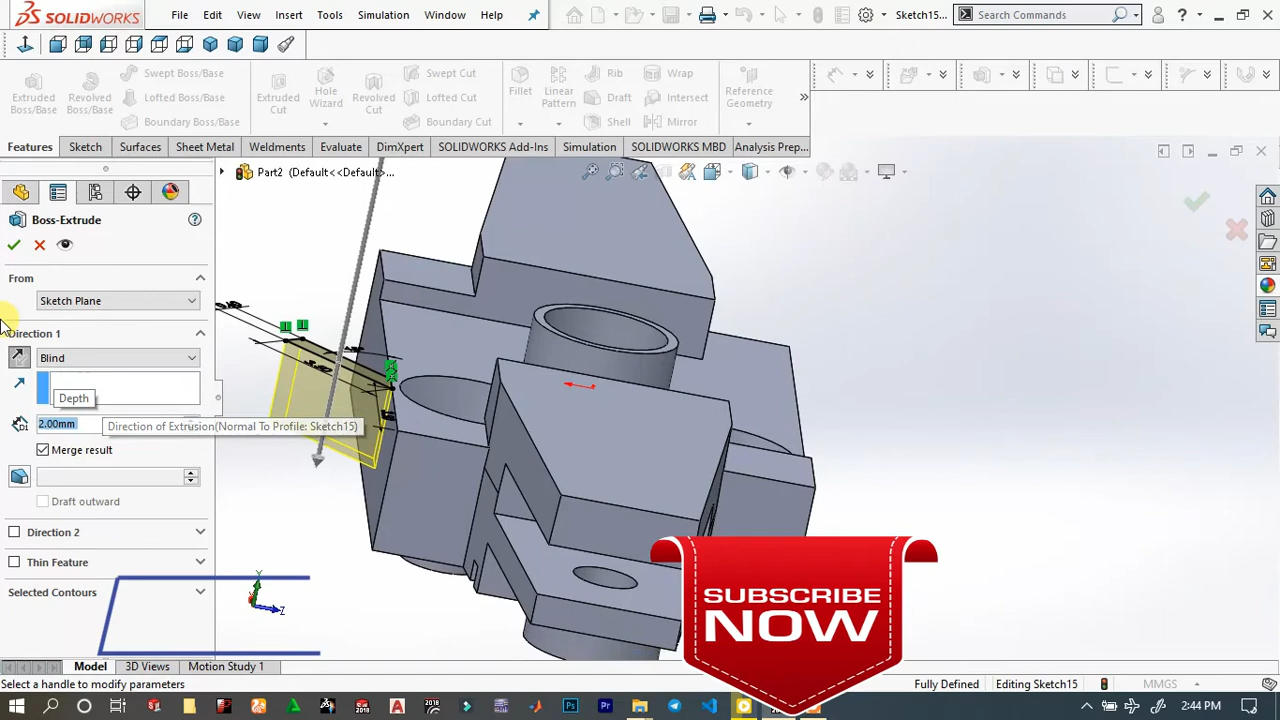 SOLIDWORKS
File Edit View Insert Tools Simulation Window Help
Sketch15...
Search Commands
Extruded Boss/Base
Revolved Boss/Base
Swept Boss/Base
Lofted Boss/Base
Boundary Boss/Base
Extruded Cut
Hole Wizard
Revolved Cut
Swept Cut
Lofted Cut
Boundary Cut
Fillet
Linear Pattern
Rib
Draft
Shell
Wrap
Intersect
Mirror
Reference Geometry
Features Sketch Surfaces Sheet Metal Weldments Evaluate DimXpert SOLIDWORKS Add-Ins Simulation SOLIDWORKS MBD Analysis Prep...
Part2 (Default<<Default>...
Boss-Extrude
From
Sketch Plane
Direction 1
Blind
Depth
2.00mm
Direction of Extrusion(Normal To Profile: Sketch15)
Merge result
Draft outward
Direction 2
Thin Feature
Selected Contours
Y
Z
SUBSCRIBE
NOW
Model 3D Views Motion Study 1
Select a handle to modify parameters
Fully Defined
Editing Sketch15
MMGS
2:44 PM